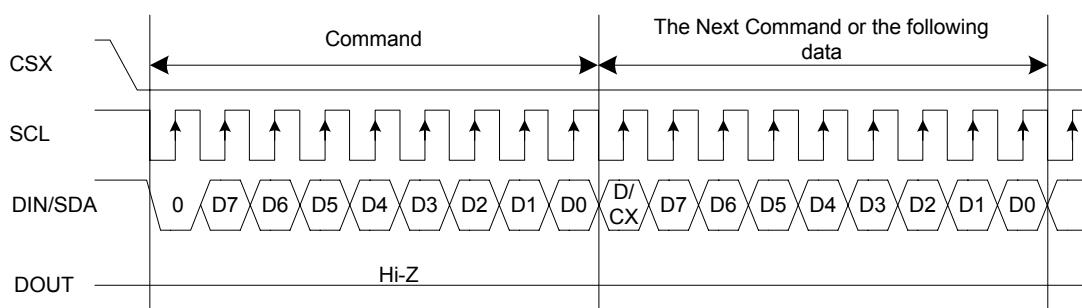 Command
The Next Command or the following
data
CSX
SCL
DIN/SDA
0 D7 D6 D5 D4 D3 D2 D1 D0 D/
CX D7 D6 D5 D4 D3 D2 D1 D0
DOUT
Hi-Z